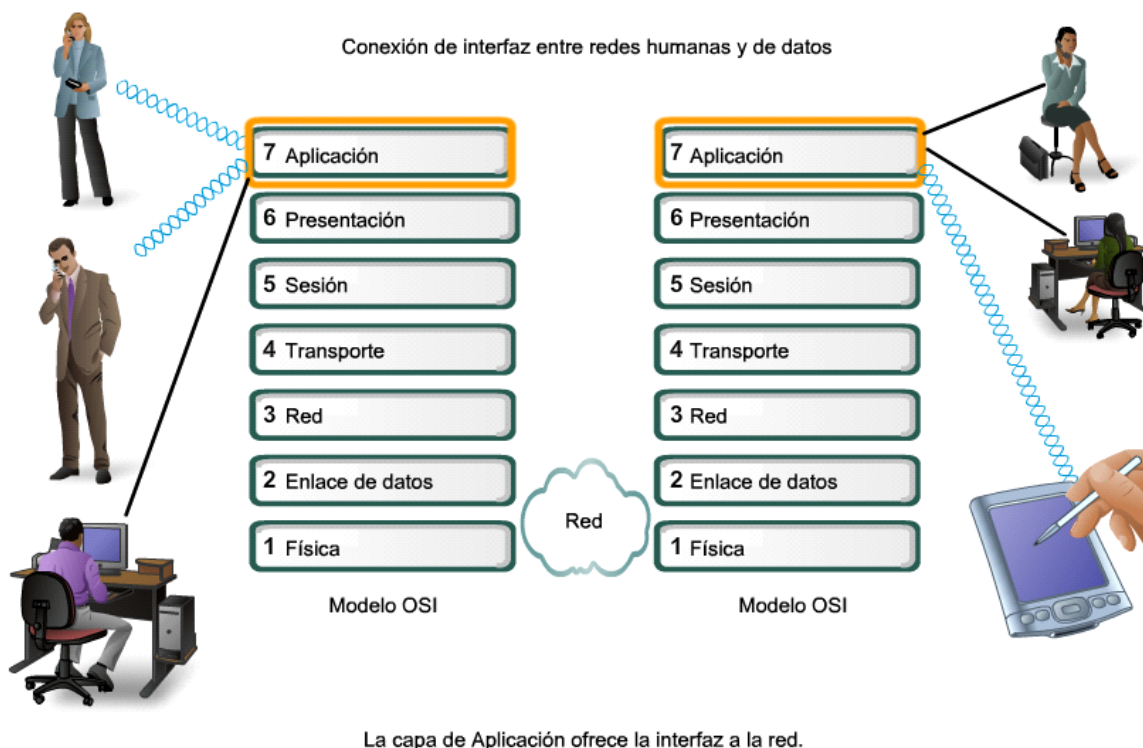 Conexión de interfaz entre redes humanas y de datos
7 Aplicación
6 Presentación
5 Sesión
4 Transporte
3 Red
2 Enlace de datos
1 Física
Modelo OSI
Red
7 Aplicación
6 Presentación
5 Sesión
4 Transporte
3 Red
2 Enlace de datos
1 Física
Modelo OSI
La capa de Aplicación ofrece la interfaz a la red.